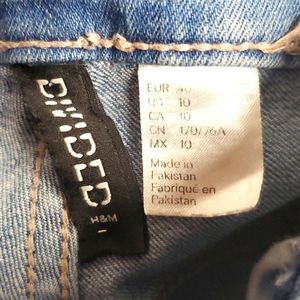 DIVIDED
H&M
EUR 40
US 10
CA 10
CN 170/76A
MX 10
Made in
Pakistan
Fabriqué en
Pakistan